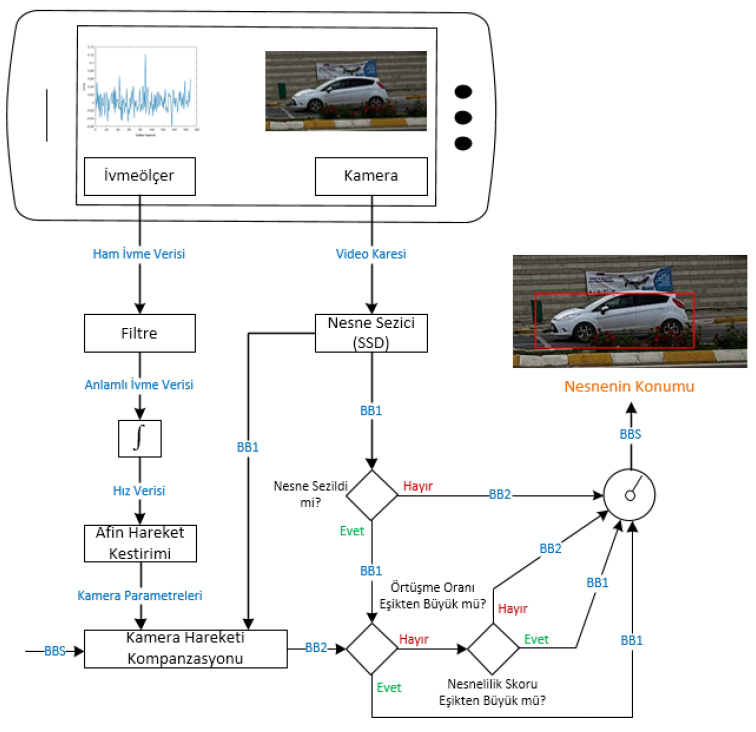 İvmeölçer
Kamera
Ham İvme Verisi
Video Karesi
Filtre
Nesne Sezici
(SSD)
Nesnenin Konumu
Anlamlı İvme Verisi
BB1
BB1
BBS
∫
Hız Verisi
Nesne Sezildi
mi?
Hayır
BB2
Evet
Afin Hareket
Kestirimi
BB1
BB2
BB1
Kamera Parametreleri
Örtüşme Oranı
Eşikten Büyük mü?
Hayır
BBS
Kamera Hareketi
Kompanzasyonu
BB2
Hayır
Evet
BB1
Evet
Nesnelilik Skoru
Eşikten Büyük mü?